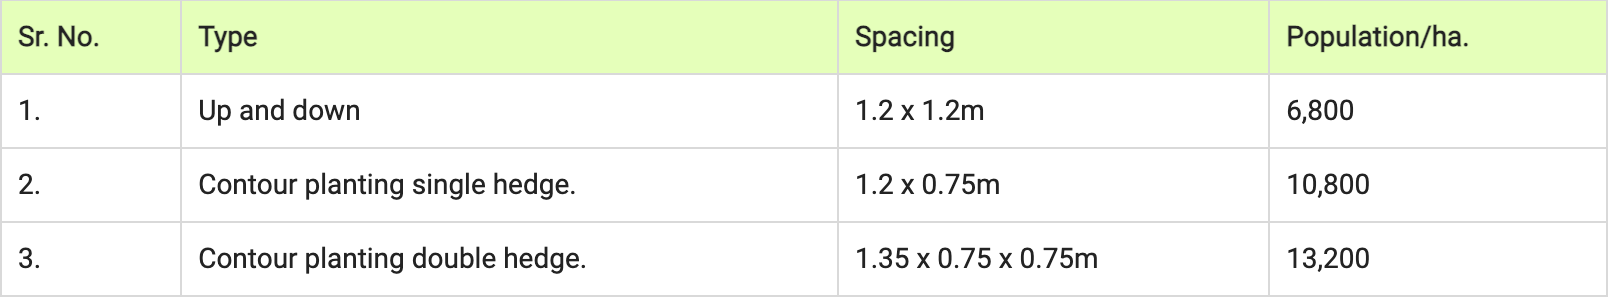 Sr. No. Type Spacing Population/ha.
1. Up and down 1.2 x 1.2m 6,800
2. Contour planting single hedge. 1.2 x 0.75m 10,800
3. Contour planting double hedge. 1.35 x 0.75 x 0.75m 13,200